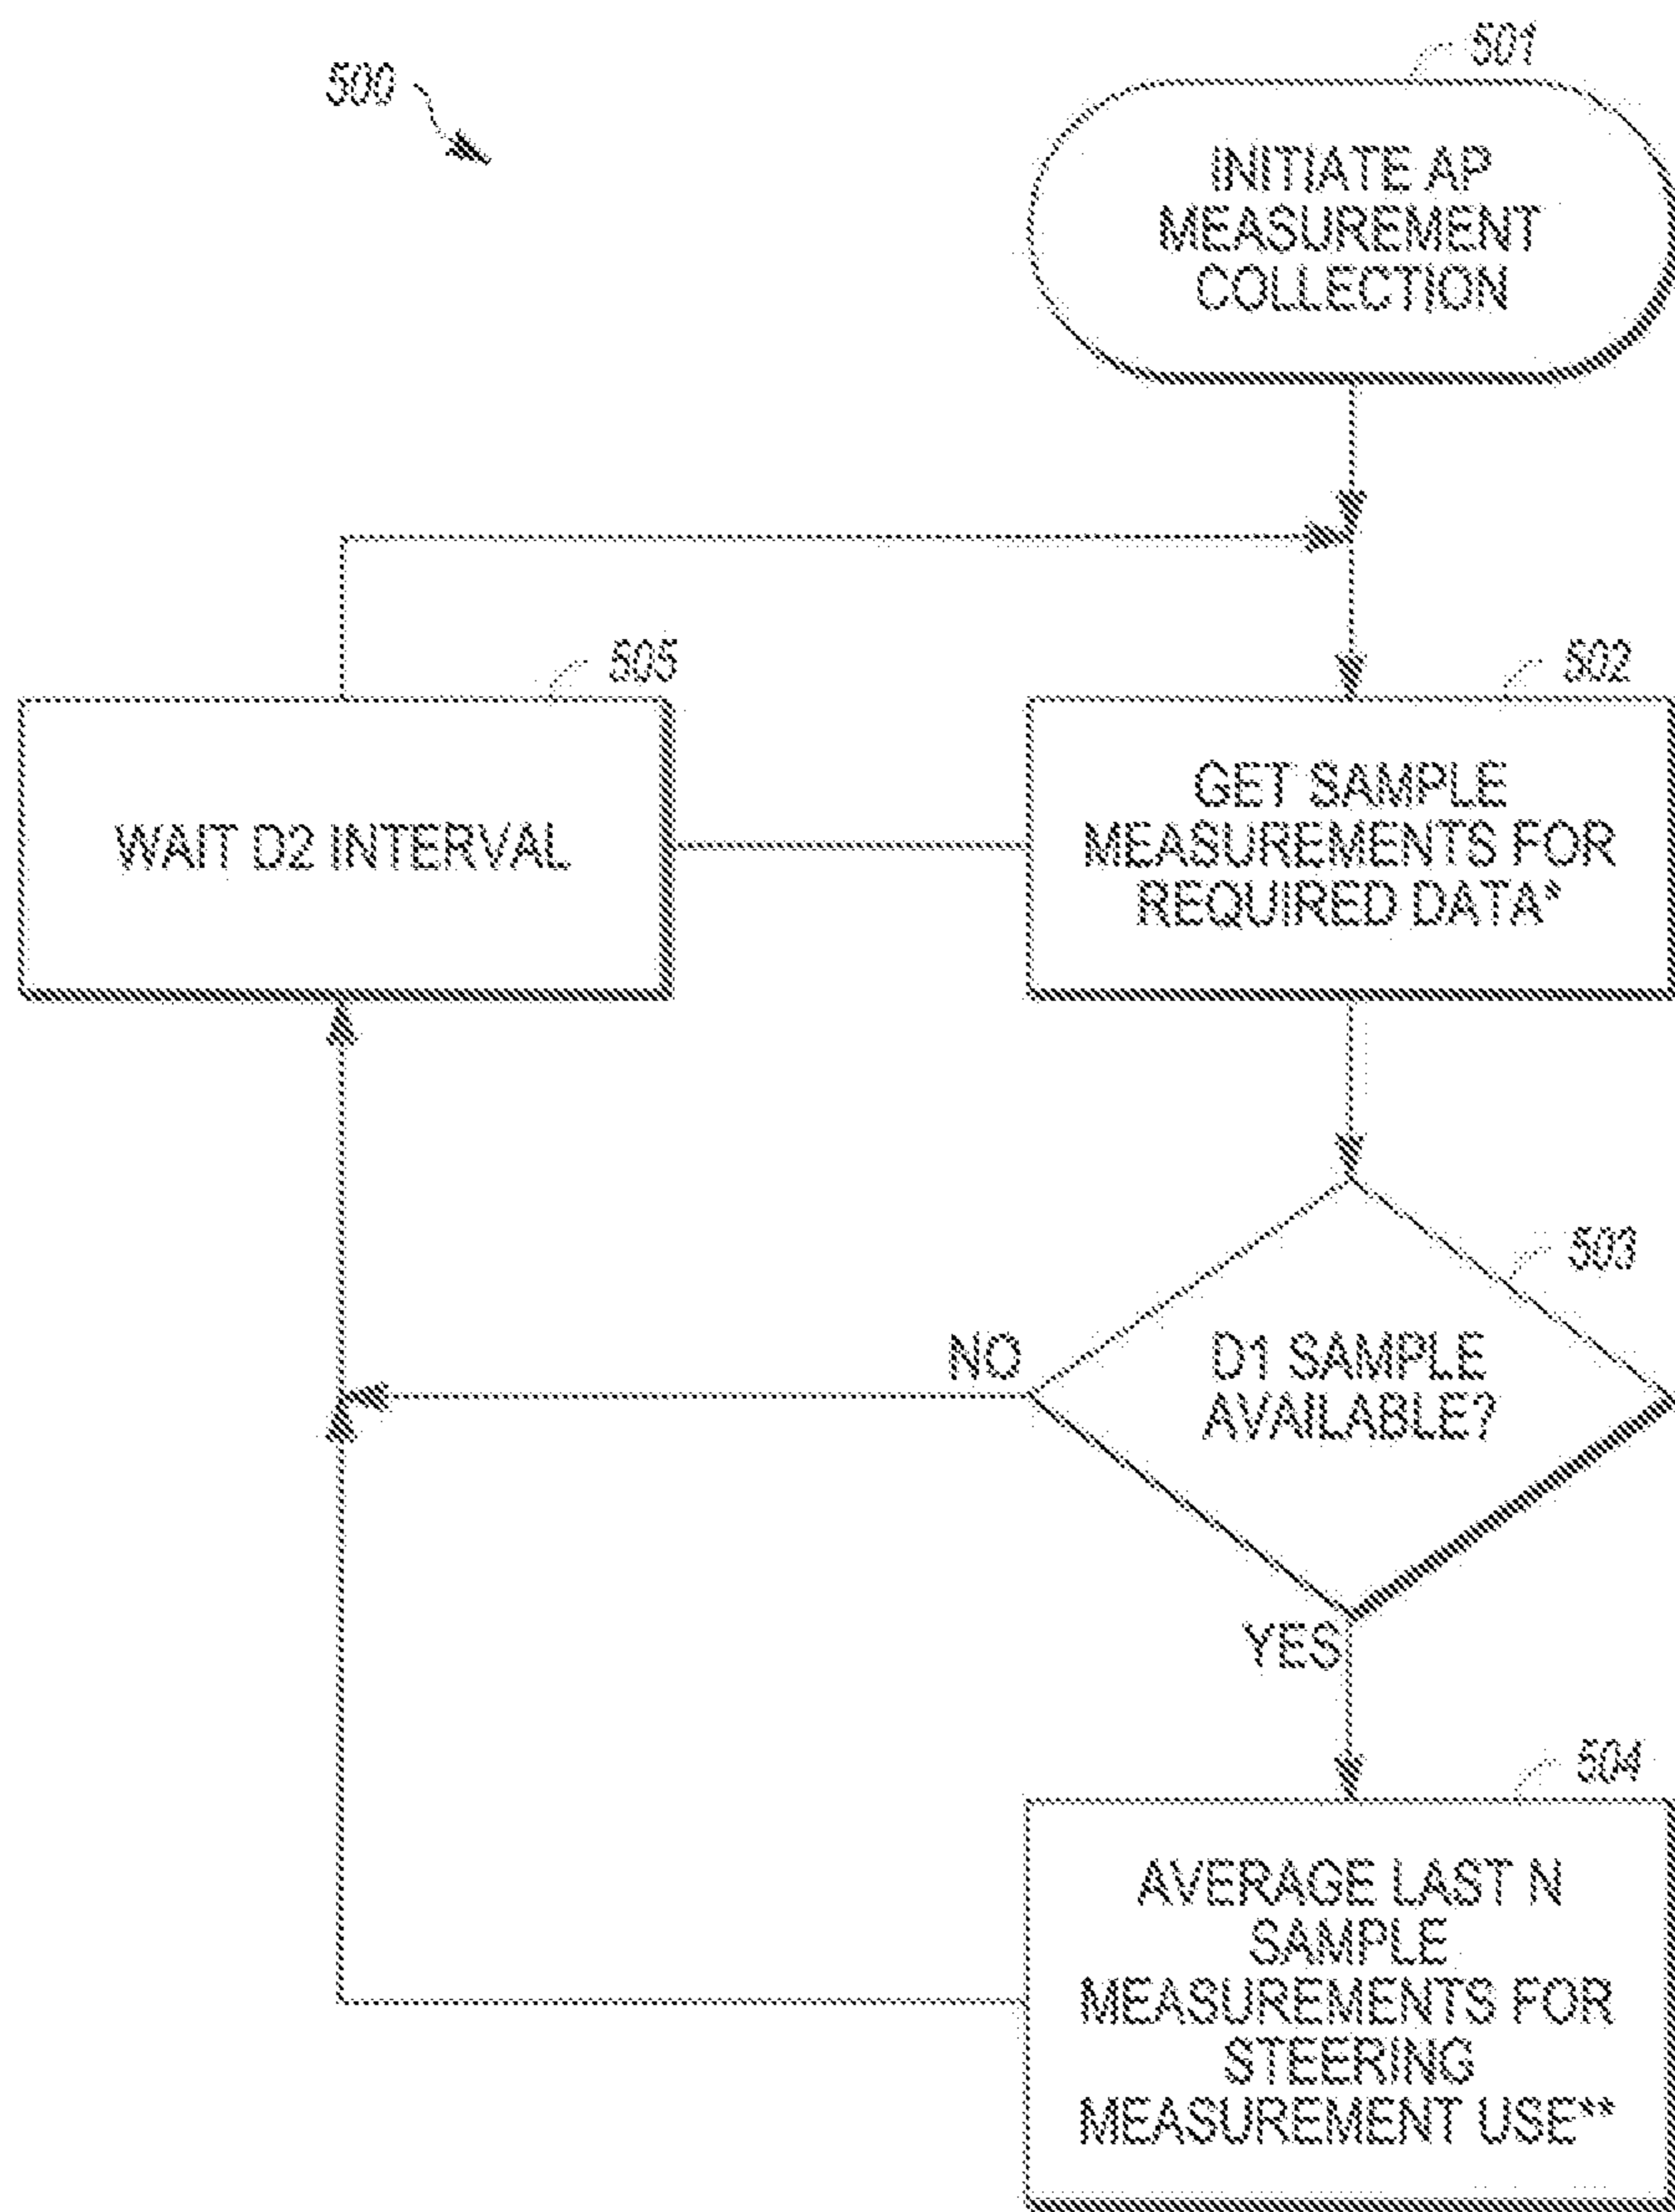 500
501
INITIATE AP
MEASUREMENT
COLLECTION
505
WAIT D2 INTERVAL
502
GET SAMPLE
MEASUREMENTS FOR
REQUIRED DATA*
503
NO
D1 SAMPLE
AVAILABLE?
YES
504
AVERAGE LAST N
SAMPLE
MEASUREMENTS FOR
STEERING
MEASUREMENT USE**